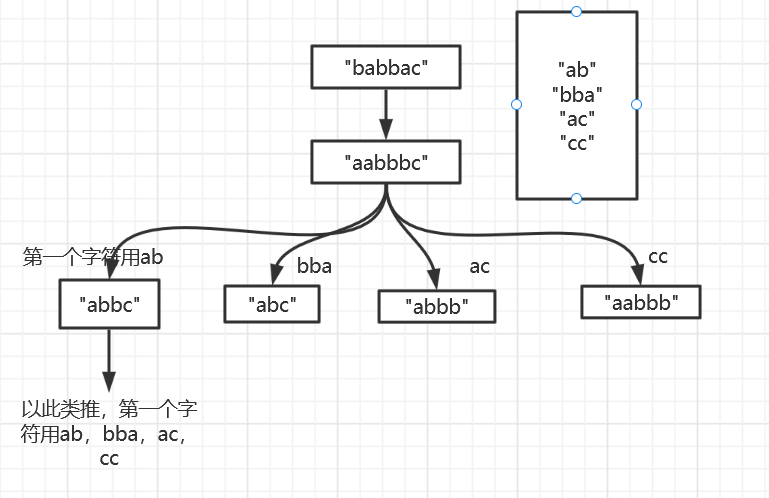 "babbac"
"ab"
"bba"
"ac"
"cc"
"aabbbc"
第一个字符用ab
bba
ac
cc
"abbc"
"abc"
"abbb"
"aabbb"
以此类推，第一个字
符用ab，bba，ac，
cc